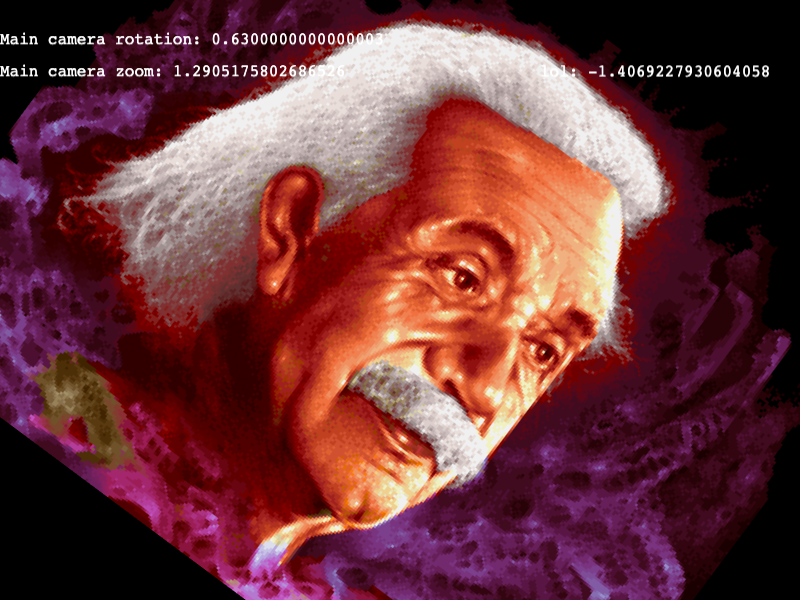 Main camera rotation: 0.6300000000000003
Main camera zoom: 1.2905175802686526
lol: -1.4069227930604058